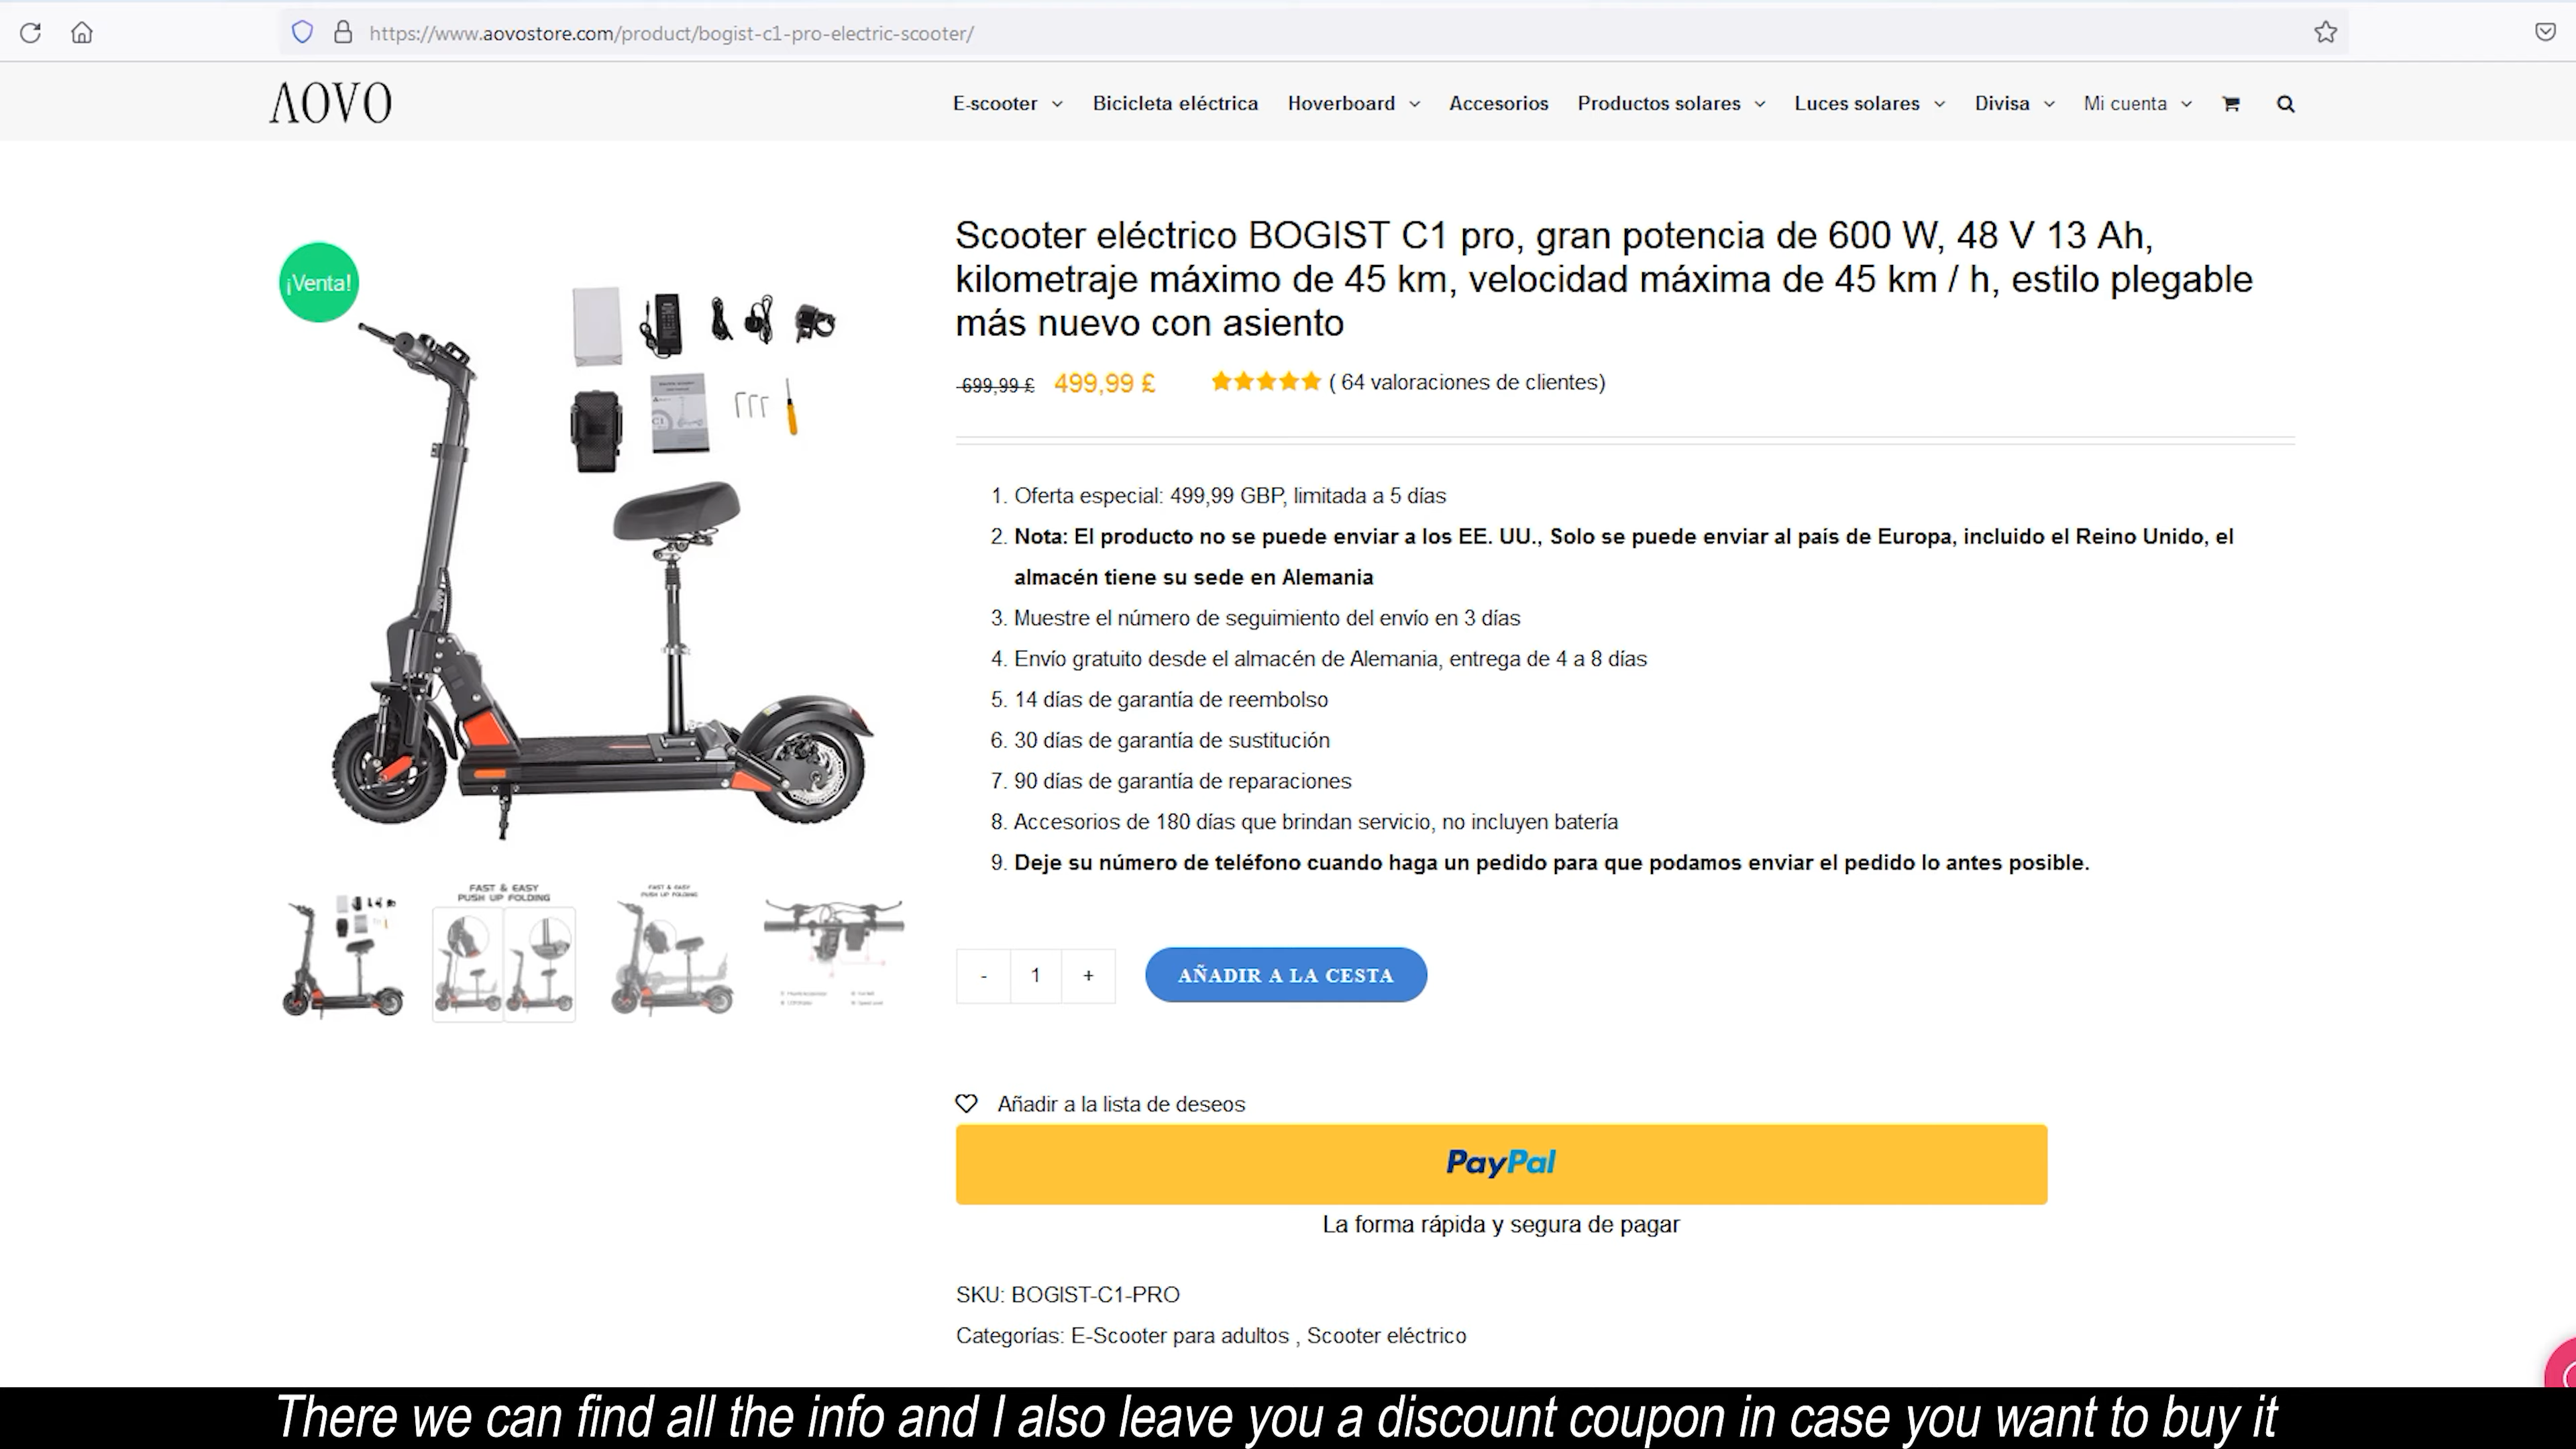 https://www.aovostore.com/product/bogist-c1-pro-electric-scooter/
ΛOVO
E-scooter
Bicicleta eléctrica
Hoverboard
Accesorios
Productos solares
Luces solares
Divisa
Mi cuenta
¡Venta!
Scooter eléctrico BOGIST C1 pro, gran potencia de 600 W, 48 V 13 Ah,
kilometraje máximo de 45 km, velocidad máxima de 45 km / h, estilo plegable
más nuevo con asiento
699,99 £ 499,99 £ ( 64 valoraciones de clientes)
1. Oferta especial: 499,99 GBP, limitada a 5 días
2. Nota: El producto no se puede enviar a los EE. UU., Solo se puede enviar al país de Europa, incluido el Reino Unido, el
almacén tiene su sede en Alemania
3. Muestre el número de seguimiento del envío en 3 días
4. Envío gratuito desde el almacén de Alemania, entrega de 4 a 8 días
5. 14 días de garantía de reembolso
6. 30 días de garantía de sustitución
7. 90 días de garantía de reparaciones
8. Accesorios de 180 días que brindan servicio, no incluyen batería
9. Deje su número de teléfono cuando haga un pedido para que podamos enviar el pedido lo antes posible.
FAST & EASY
PUSH UP FOLDING
FAST & EASY
PUSH UP FOLDING
- 1 +
AÑADIR A LA CESTA
Añadir a la lista de deseos
PayPal
La forma rápida y segura de pagar
SKU: BOGIST-C1-PRO
Categorías: E-Scooter para adultos , Scooter eléctrico
There we can find all the info and I also leave you a discount coupon in case you want to buy it